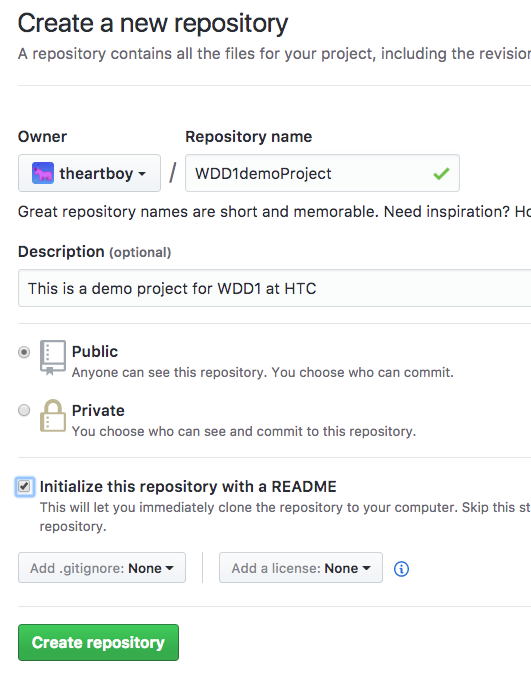 Create a new repository
A repository contains all the files for your project, including the
Owner
Repository name
theartboy / WDD1demoProject
Great repository names are short and memorable. Need inspiration?
Description (optional)
This is a demo project for WDD1 at HTC
Public
Anyone can see this repository. You choose who can commit.
Private
You choose who can see and commit to this repository.
Initialize this repository with a README
This will let you immediately clone the repository to your computer. Skip this
repository.
Add .gitignore: None
Add a license: None
Create repository